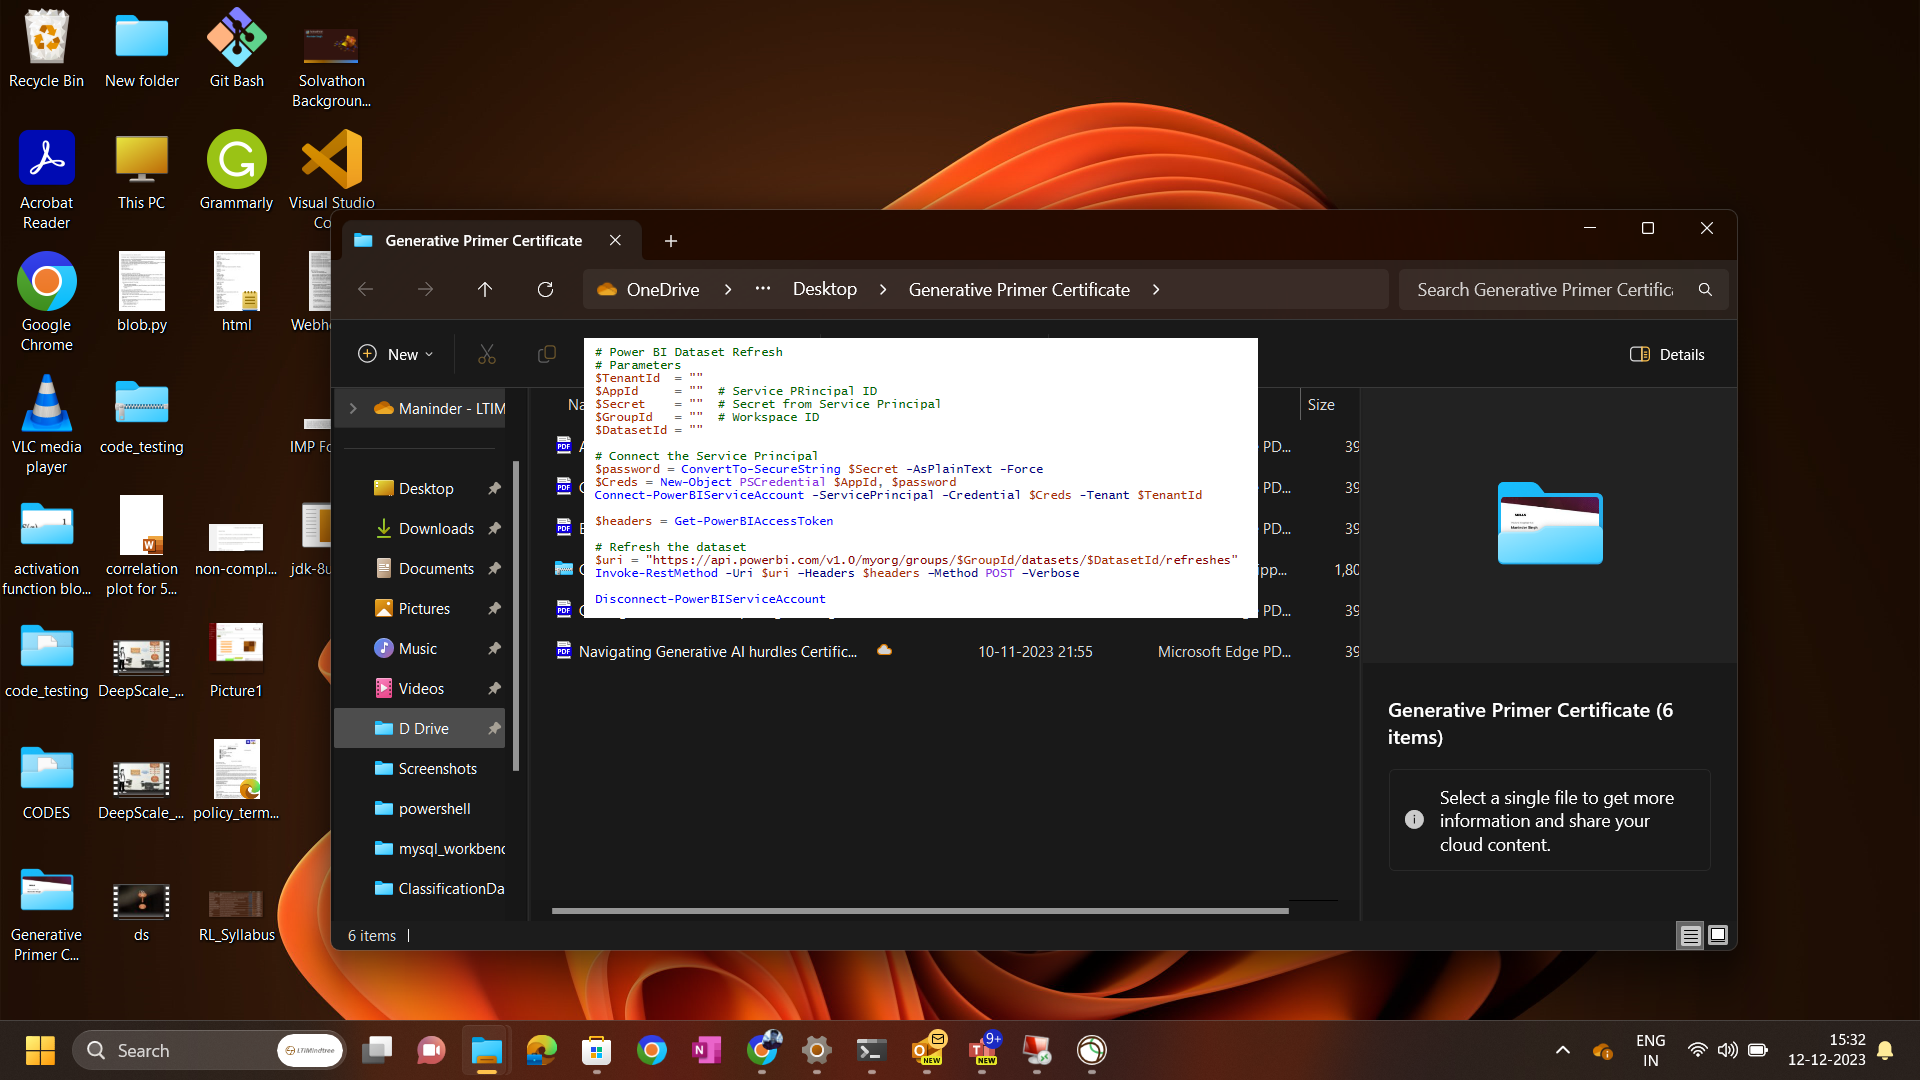 Recycle Bin
New folder
Git Bash
Solvathon
Backgroun...
Acrobat
Reader
This PC
Grammarly
Visual Studio
Co
Google
Chrome
blob.py
html
Webh
VLC media
player
code_testing
IMP Fo
activation
function blo...
correlation
plot for 5...
non-compl...
jdk-8u
code_testing
DeepScale_...
Picture1
CODES
DeepScale_...
policy_term...
Generative
Primer C...
ds
RL_Syllabus
Generative Primer Certificate
OneDrive
Desktop
Generative Primer Certificate
Search Generative Primer Certific
New
Details
Maninder - LTIM
Desktop
Downloads
Documents
Pictures
Music
Videos
D Drive
Screenshots
powershell
mysql_workbenc
ClassificationDa
Na
Size
# Power BI Dataset Refresh
# Parameters
$TenantId = ""
$AppId = "" # Service PRincipal ID
$Secret = "" # Secret from Service Principal
$GroupId = "" # Workspace ID
$DatasetId = ""
# Connect the Service Principal
$password = ConvertTo-SecureString $Secret -AsPlainText -Force
$Creds = New-Object PSCredential $AppId, $password
Connect-PowerBIServiceAccount -ServicePrincipal -Credential $Creds -Tenant $TenantId
$headers = Get-PowerBIAccessToken
# Refresh the dataset
$uri = "https://api.powerbi.com/v1.0/myorg/groups/$GroupId/datasets/$DatasetId/refreshes"
Invoke-RestMethod -Uri $uri -Headers $headers -Method POST -Verbose
Disconnect-PowerBIServiceAccount
PD... 39
PD... 39
PD... 39
ipp... 1,80
PD... 39
Navigating Generative AI hurdles Certific... 10-11-2023 21:55 Microsoft Edge PD... 39
Generative Primer Certificate (6
items)
Select a single file to get more
information and share your
cloud content.
6 items
Search
LTIMindtree
NEW
9+
NEW
ENG
IN
15:32
12-12-2023